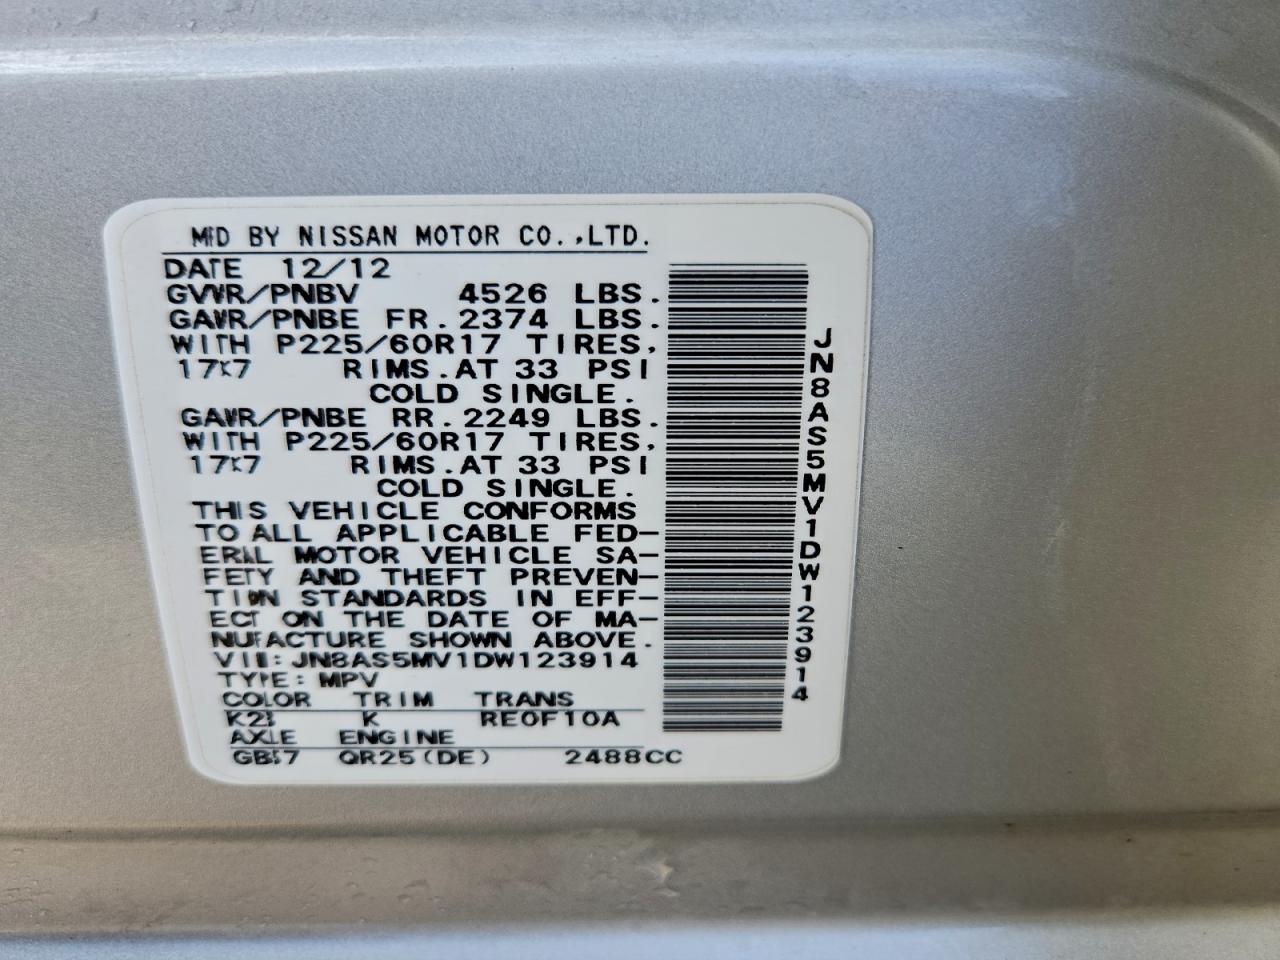 MFD BY NISSAN MOTOR CO.,LTD.
DATE 12/12
GVWR/PNBV 4526 LBS.
GAWR/PNBE FR.2374 LBS.
WITH P225/60R17 TIRES,
17x7 RIMS.AT 33 PSI
COLD SINGLE.
GAWR/PNBE RR.2249 LBS.
WITH P225/60R17 TIRES,
17x7 RIMS.AT 33 PSI
COLD SINGLE.
THIS VEHICLE CONFORMS
TO ALL APPLICABLE FED-
ERAL MOTOR VEHICLE SA-
FETY AND THEFT PREVEN-
TION STANDARDS IN EFF-
ECT ON THE DATE OF MA-
NUFACTURE SHOWN ABOVE.
VIN:JN8AS5MV1DW123914
TYPE:MPV
COLOR TRIM TRANS
K23 K RE0F10A
AXLE ENGINE
QR25(DE) 2488CC
JN8AS5MV1DW123914